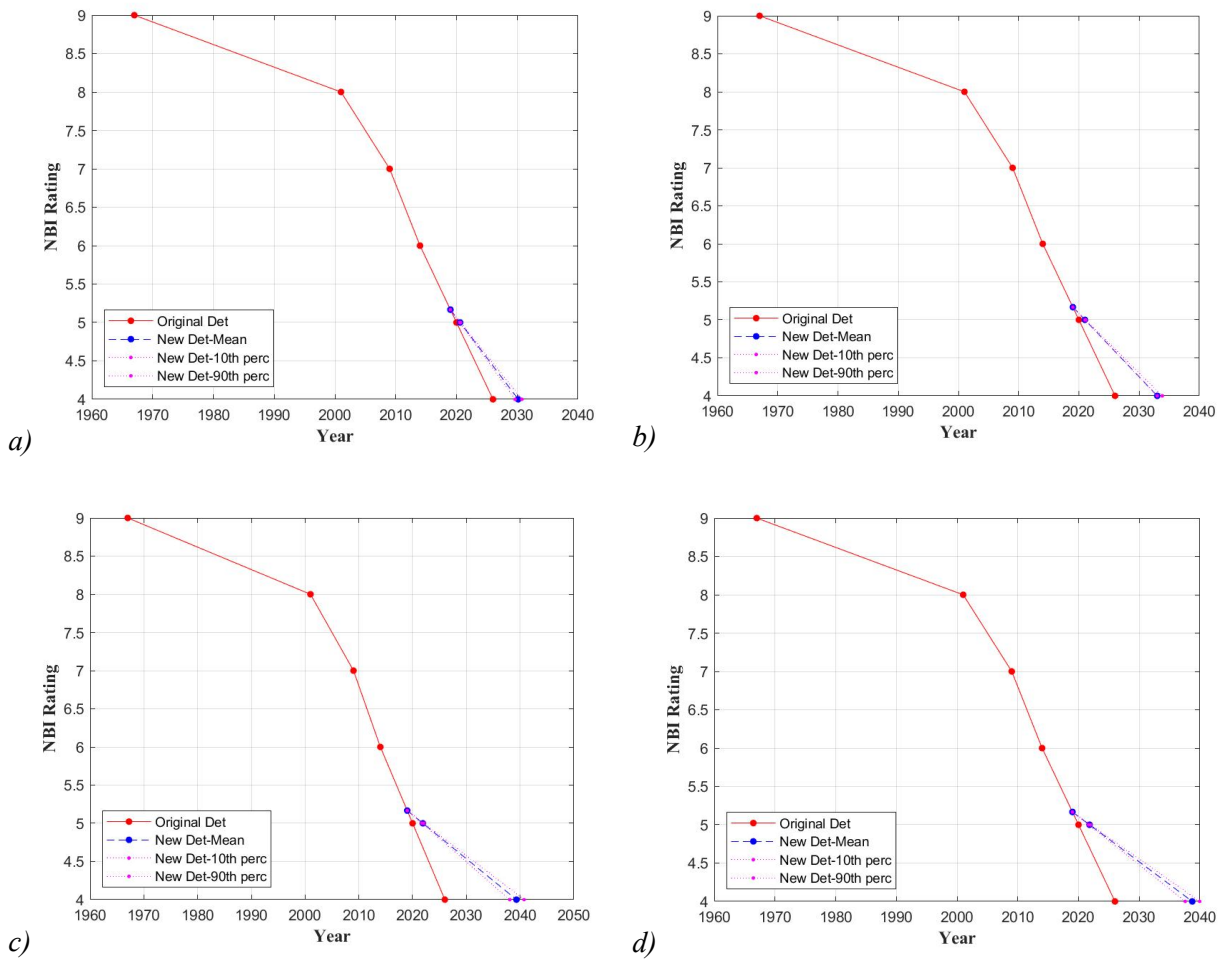 9
8.5
8
7.5
7
6.5
6
5.5
5
4.5
4
NBI Rating
Original Det
New Det-Mean
New Det-10th perc
New Det-90th perc
1960 1970 1980 1990 2000 2010 2020 2030 2040
Year
a)
9
8.5
8
7.5
7
6.5
6
5.5
5
4.5
4
NBI Rating
Original Det
New Det-Mean
New Det-10th perc
New Det-90th perc
1960 1970 1980 1990 2000 2010 2020 2030 2040
Year
b)
9
8.5
8
7.5
7
6.5
6
5.5
5
4.5
4
NBI Rating
Original Det
New Det-Mean
New Det-10th perc
New Det-90th perc
1960 1970 1980 1990 2000 2010 2020 2030 2040 2050
Year
c)
9
8.5
8
7.5
7
6.5
6
5.5
5
4.5
4
NBI Rating
Original Det
New Det-Mean
New Det-10th perc
New Det-90th perc
1960 1970 1980 1990 2000 2010 2020 2030 2040
Year
d)